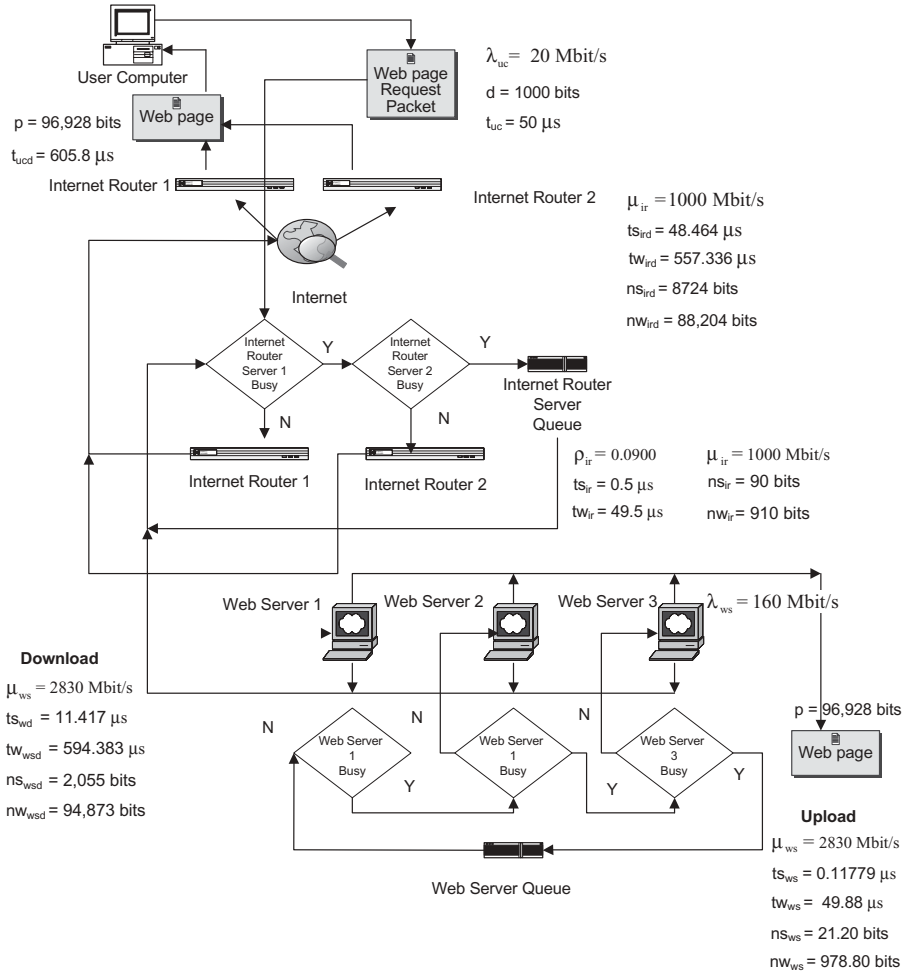 User Computer
Web page
Request
Packet
λuc= 20 Mbit/s
d = 1000 bits
tuc = 50 μs
p = 96,928 bits
tucd = 605.8 μs
Web page
Internet Router 1
Internet Router 2
μir =1000 Mbit/s
tsird = 48.464 μs
twird = 557.336 μs
nsird = 8724 bits
nwird = 88,204 bits
Internet
Internet
Router
Server 1
Busy
Y
N
Internet
Router
Server 2
Busy
Y
N
Internet Router
Server
Queue
Internet Router 1
Internet Router 2
ρir = 0.0900
tsir = 0.5 μs
twir = 49.5 μs
μir = 1000 Mbit/s
nsir = 90 bits
nwir = 910 bits
Web Server 1
Web Server 2
Web Server 3
λws = 160 Mbit/s
Download
μws = 2830 Mbit/s
tswd = 11.417 μs
twwsd = 594.383 μs
nswsd = 2,055 bits
nwwsd = 94,873 bits
N
Web Server
1
Busy
Y
N
Web Server
1
Busy
Y
N
Web Server
3
Busy
Y
p = 96,928 bits
Web page
Web Server Queue
Upload
μws = 2830 Mbit/s
tsws = 0.11779 μs
twws = 49.88 μs
nsws = 21.20 bits
nwws = 978.80 bits